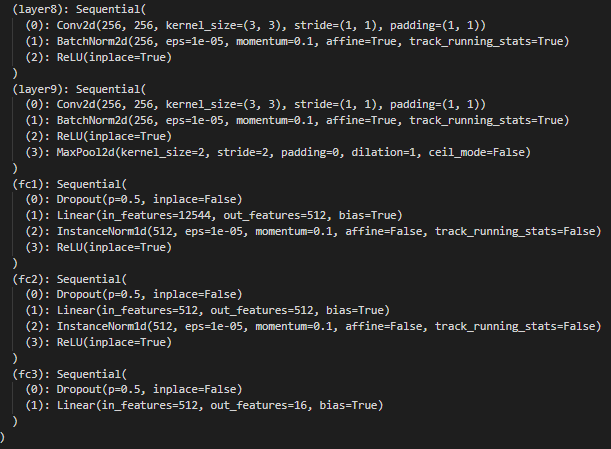 (layer8): Sequential(
(0): Conv2d(256, 256, kernel_size=(3, 3), stride=(1, 1), padding=(1, 1))
(1): BatchNorm2d(256, eps=1e-05, momentum=0.1, affine=True, track_running_stats=True)
(2): ReLU(inplace=True)
)
(layer9): Sequential(
(0): Conv2d(256, 256, kernel_size=(3, 3), stride=(1, 1), padding=(1, 1))
(1): BatchNorm2d(256, eps=1e-05, momentum=0.1, affine=True, track_running_stats=True)
(2): ReLU(inplace=True)
(3): MaxPool2d(kernel_size=2, stride=2, padding=0, dilation=1, ceil_mode=False)
)
(fc1): Sequential(
(0): Dropout(p=0.5, inplace=False)
(1): Linear(in_features=12544, out_features=512, bias=True)
(2): InstanceNorm1d(512, eps=1e-05, momentum=0.1, affine=False, track_running_stats=False)
(3): ReLU(inplace=True)
)
(fc2): Sequential(
(0): Dropout(p=0.5, inplace=False)
(1): Linear(in_features=512, out_features=512, bias=True)
(2): InstanceNorm1d(512, eps=1e-05, momentum=0.1, affine=False, track_running_stats=False)
(3): ReLU(inplace=True)
)
(fc3): Sequential(
(0): Dropout(p=0.5, inplace=False)
(1): Linear(in_features=512, out_features=16, bias=True)
)
)